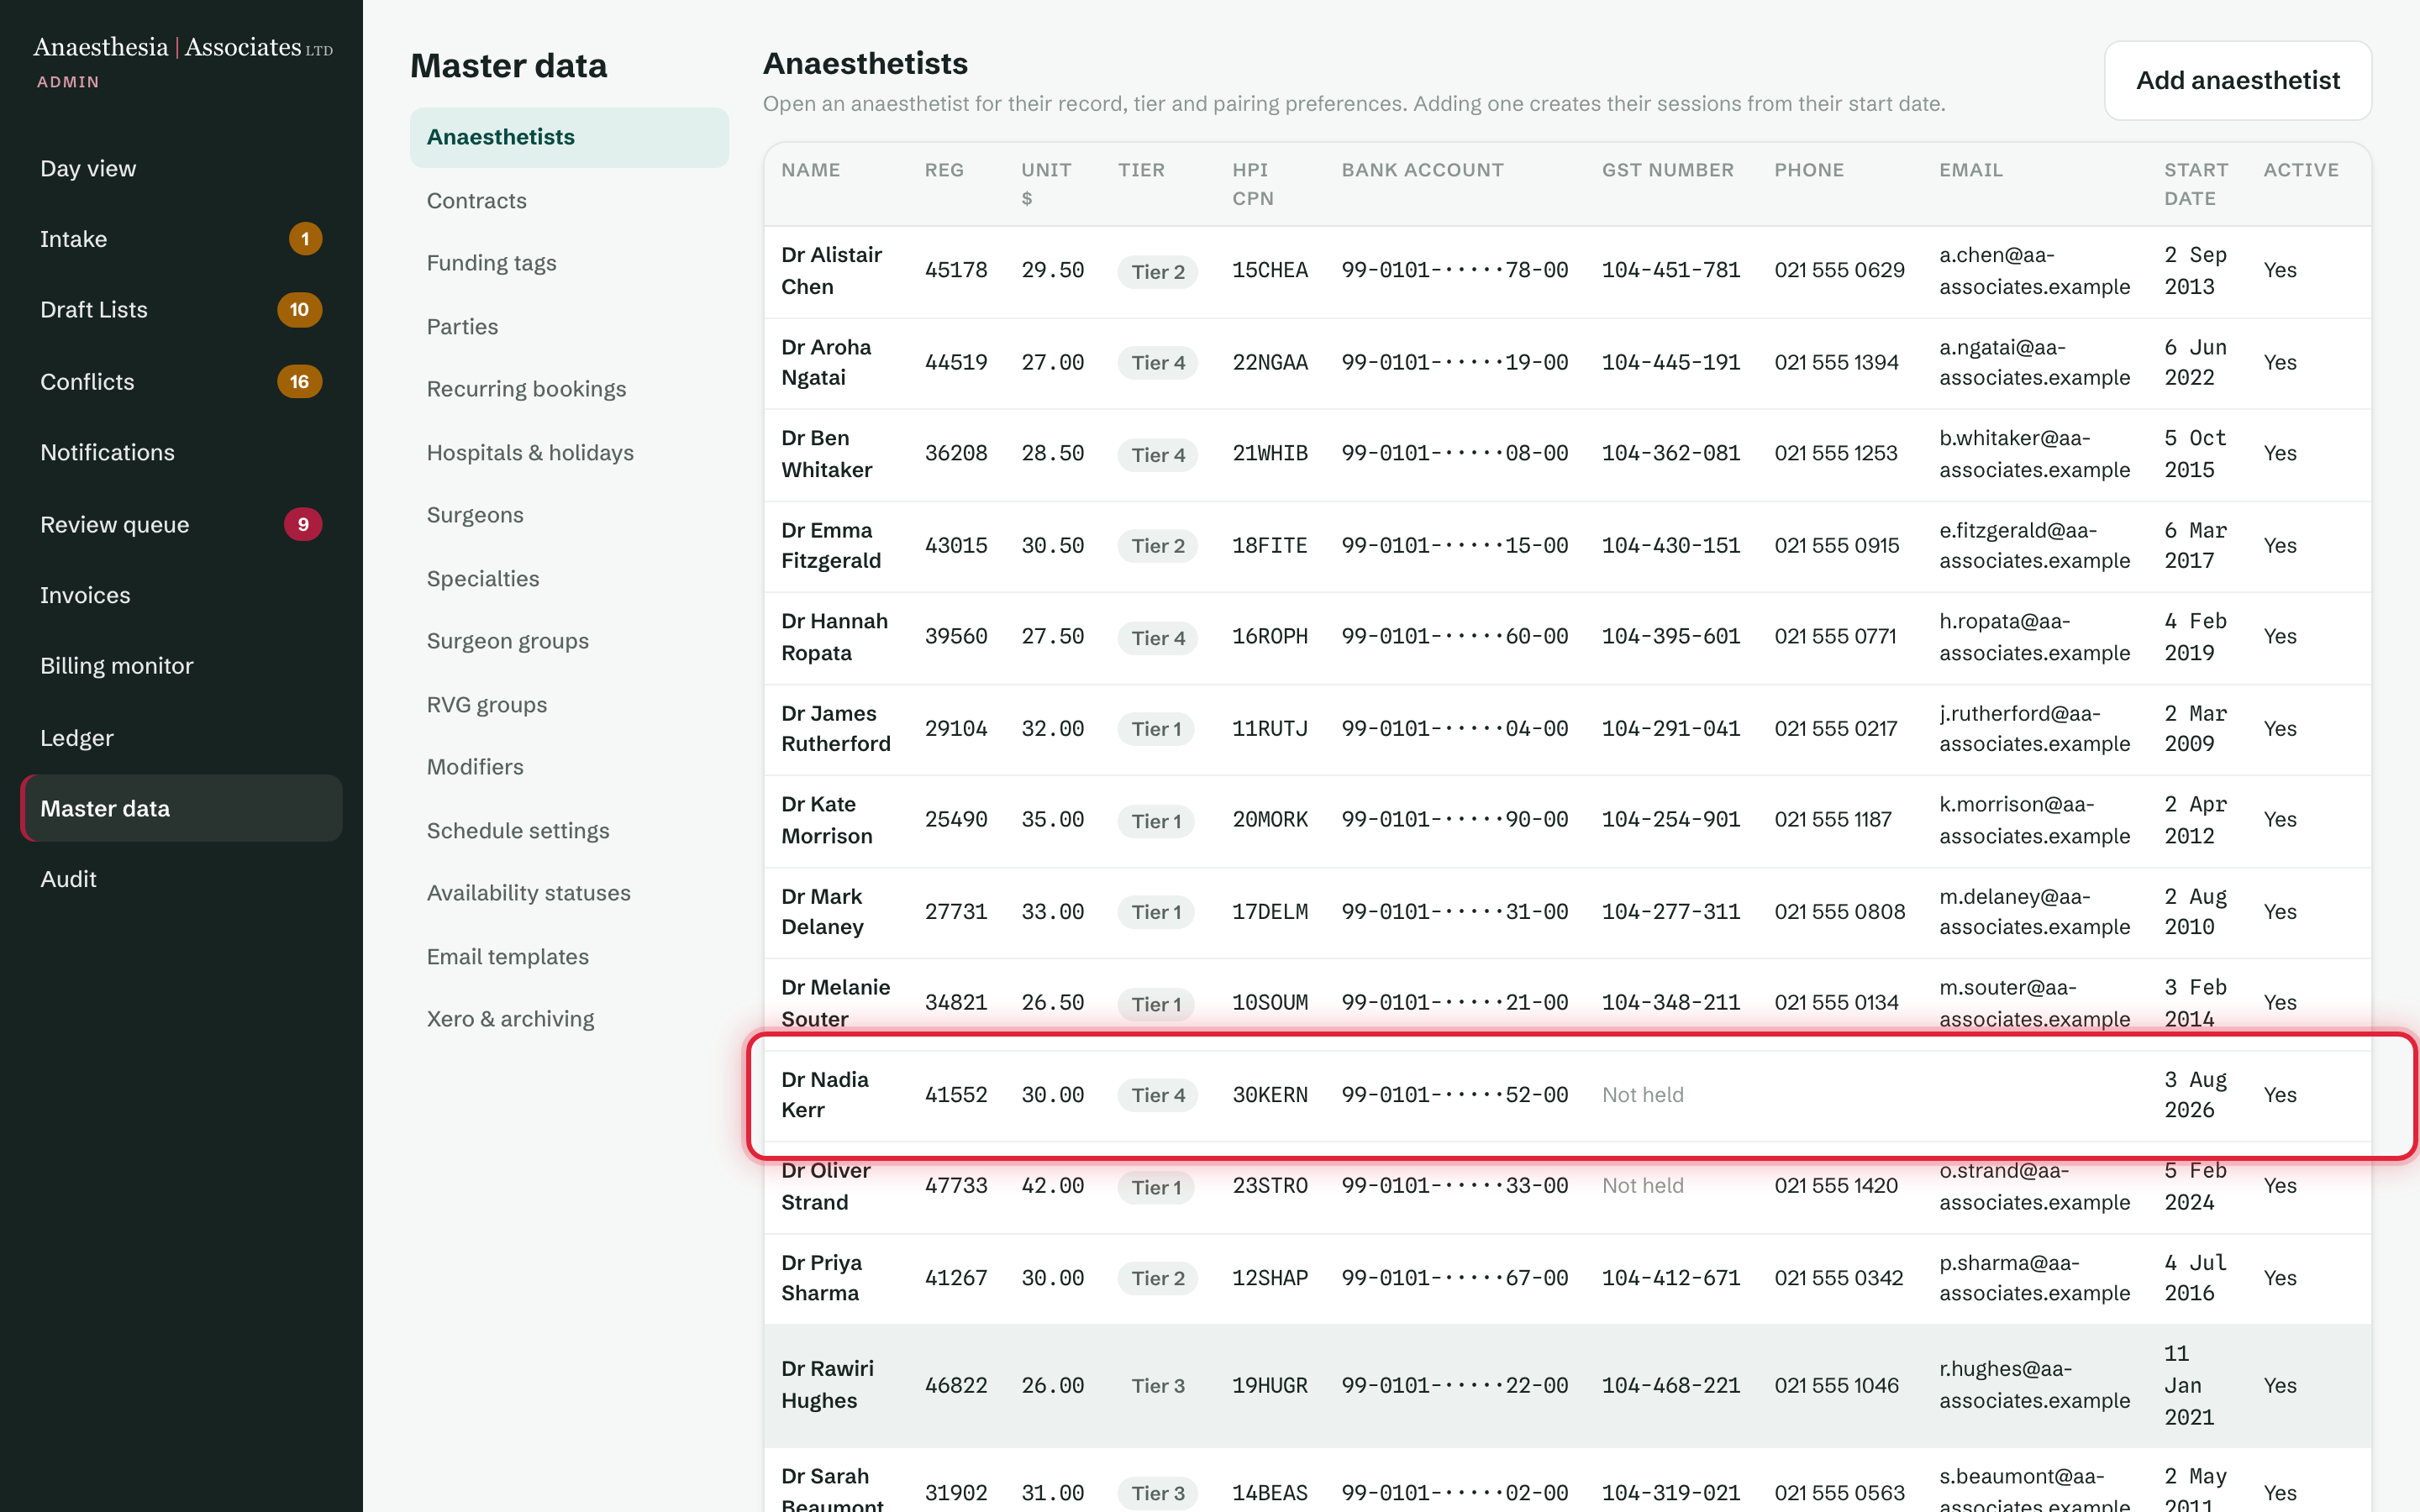 Anaesthesia | Associates LTD
ADMIN
Day view
Intake 1
Draft Lists 10
Conflicts 16
Notifications
Review queue 9
Invoices
Billing monitor
Ledger
Master data
Audit
Master data
Anaesthetists
Contracts
Funding tags
Parties
Recurring bookings
Hospitals & holidays
Surgeons
Specialties
Surgeon groups
RVG groups
Modifiers
Schedule settings
Availability statuses
Email templates
Xero & archiving
Anaesthetists
Open an anaesthetist for their record, tier and pairing preferences. Adding one creates their sessions from their start date.
Add anaesthetist
NAME REG UNIT $ TIER HPI CPN BANK ACCOUNT GST NUMBER PHONE EMAIL START DATE ACTIVE
Dr Alistair Chen 45178 29.50 Tier 2 15CHEA 99-0101-·····78-00 104-451-781 021 555 0629 a.chen@aa-associates.example 2 Sep 2013 Yes
Dr Aroha Ngatai 44519 27.00 Tier 4 22NGAA 99-0101-·····19-00 104-445-191 021 555 1394 a.ngatai@aa-associates.example 6 Jun 2022 Yes
Dr Ben Whitaker 36208 28.50 Tier 4 21WHIB 99-0101-·····08-00 104-362-081 021 555 1253 b.whitaker@aa-associates.example 5 Oct 2015 Yes
Dr Emma Fitzgerald 43015 30.50 Tier 2 18FITE 99-0101-·····15-00 104-430-151 021 555 0915 e.fitzgerald@aa-associates.example 6 Mar 2017 Yes
Dr Hannah Ropata 39560 27.50 Tier 4 16ROPH 99-0101-·····60-00 104-395-601 021 555 0771 h.ropata@aa-associates.example 4 Feb 2019 Yes
Dr James Rutherford 29104 32.00 Tier 1 11RUTJ 99-0101-·····04-00 104-291-041 021 555 0217 j.rutherford@aa-associates.example 2 Mar 2009 Yes
Dr Kate Morrison 25490 35.00 Tier 1 20MORK 99-0101-·····90-00 104-254-901 021 555 1187 k.morrison@aa-associates.example 2 Apr 2012 Yes
Dr Mark Delaney 27731 33.00 Tier 1 17DELM 99-0101-·····31-00 104-277-311 021 555 0808 m.delaney@aa-associates.example 2 Aug 2010 Yes
Dr Melanie Souter 34821 26.50 Tier 1 10SOUM 99-0101-·····21-00 104-348-211 021 555 0134 m.souter@aa-associates.example 3 Feb 2014 Yes
Dr Nadia Kerr 41552 30.00 Tier 4 30KERN 99-0101-·····52-00 Not held 3 Aug 2026 Yes
Dr Oliver Strand 47733 42.00 Tier 1 23STRO 99-0101-·····33-00 Not held 021 555 1420 o.strand@aa-associates.example 5 Feb 2024 Yes
Dr Priya Sharma 41267 30.00 Tier 2 12SHAP 99-0101-·····67-00 104-412-671 021 555 0342 p.sharma@aa-associates.example 4 Jul 2016 Yes
Dr Rawiri Hughes 46822 26.00 Tier 3 19HUGR 99-0101-·····22-00 104-468-221 021 555 1046 r.hughes@aa-associates.example 11 Jan 2021 Yes
Dr Sarah Beaumont 31902 31.00 Tier 3 14BEAS 99-0101-·····02-00 104-319-021 021 555 0563 s.beaumont@aa-associates.example 2 May 2011 Yes